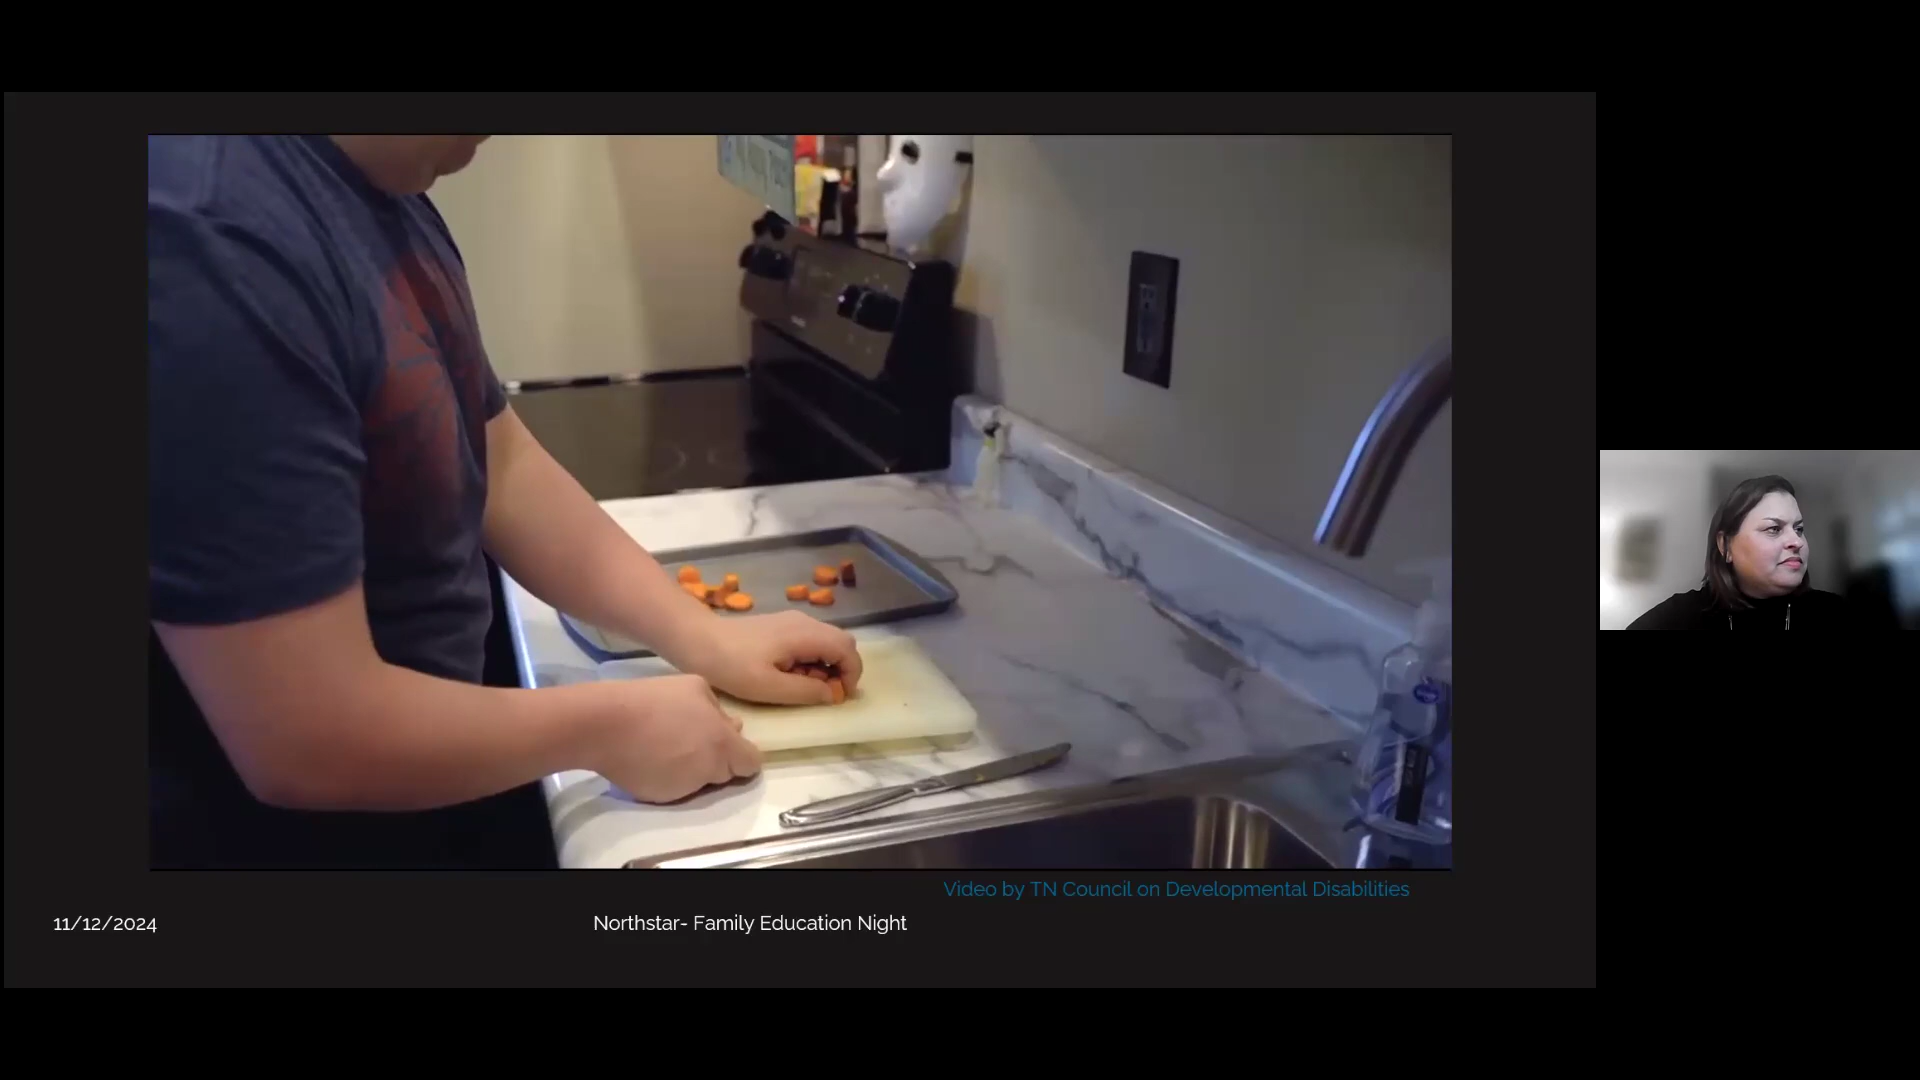 Video by TN Council on Developmental Disabilities
11/12/2024
Northstar- Family Education Night